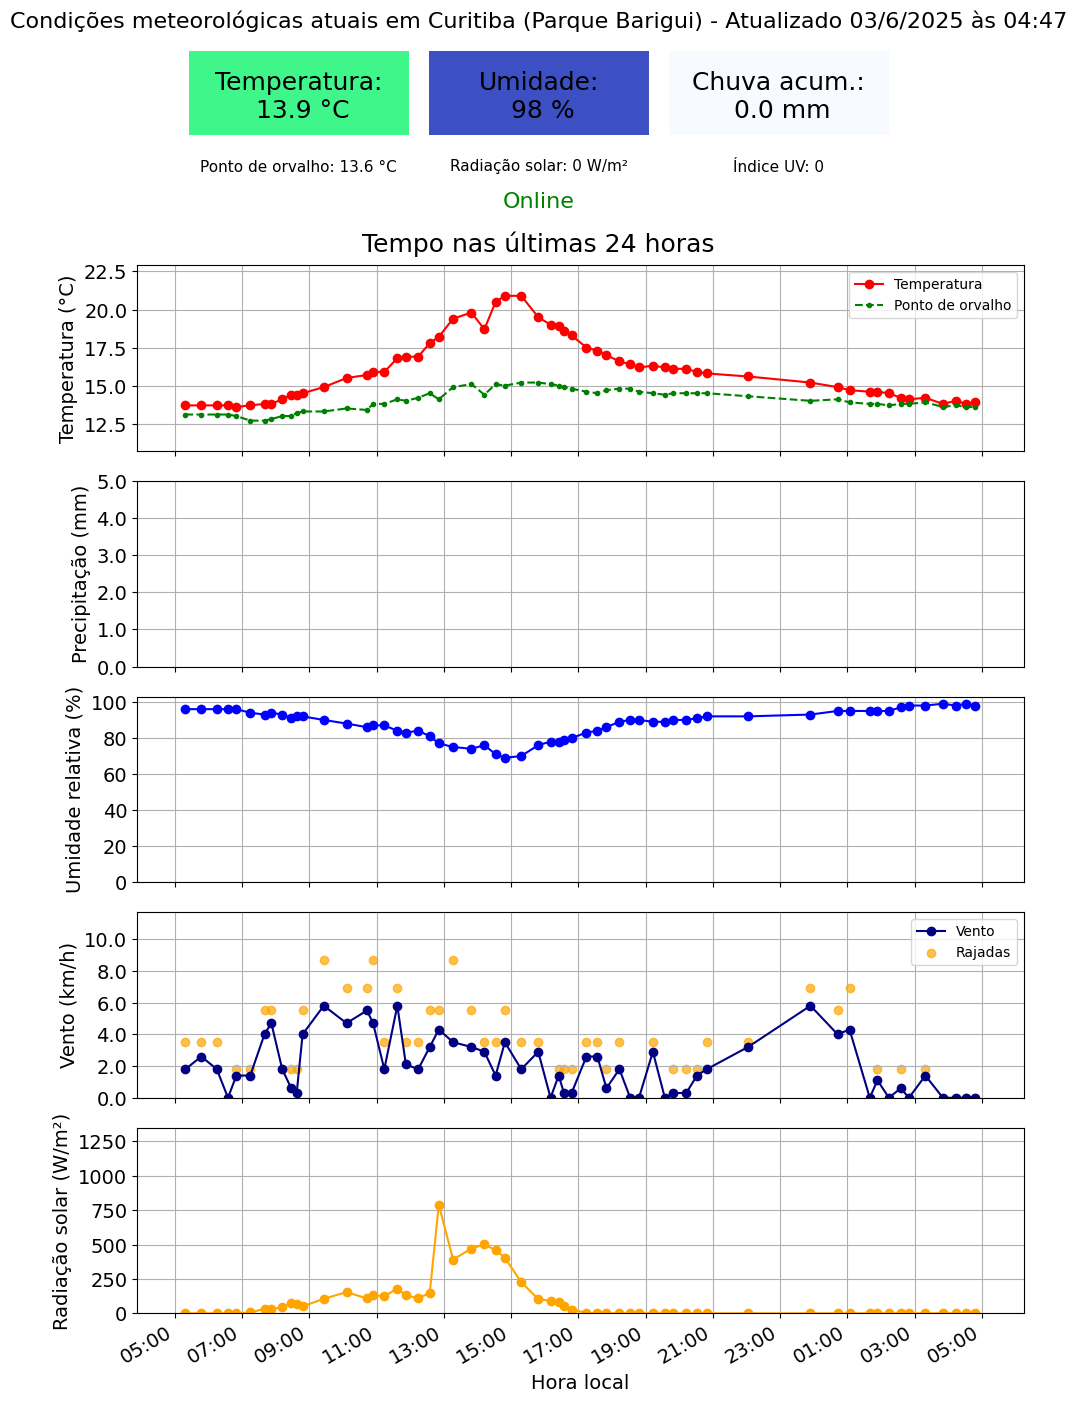 Condições meteorológicas atuais em Curitiba (Parque Barigui) - Atualizado 03/6/2025 às 04:47
Temperatura:
13.9 °C
Umidade:
98 %
Chuva acum.:
0.0 mm
Ponto de orvalho: 13.6 °C
Radiação solar: 0 W/m²
Índice UV: 0
Online
Tempo nas últimas 24 horas
Temperatura (°C)
22.5
20.0
17.5
15.0
12.5
Temperatura
Ponto de orvalho
Precipitação (mm)
5.0
4.0
3.0
2.0
1.0
0.0
Umidade relativa (%)
100
80
60
40
20
0
Vento (km/h)
10.0
8.0
6.0
4.0
2.0
0.0
Vento
Rajadas
Radiação solar (W/m²)
1250
1000
750
500
250
0
05:00
07:00
09:00
11:00
13:00
15:00
17:00
19:00
21:00
23:00
01:00
03:00
05:00
Hora local